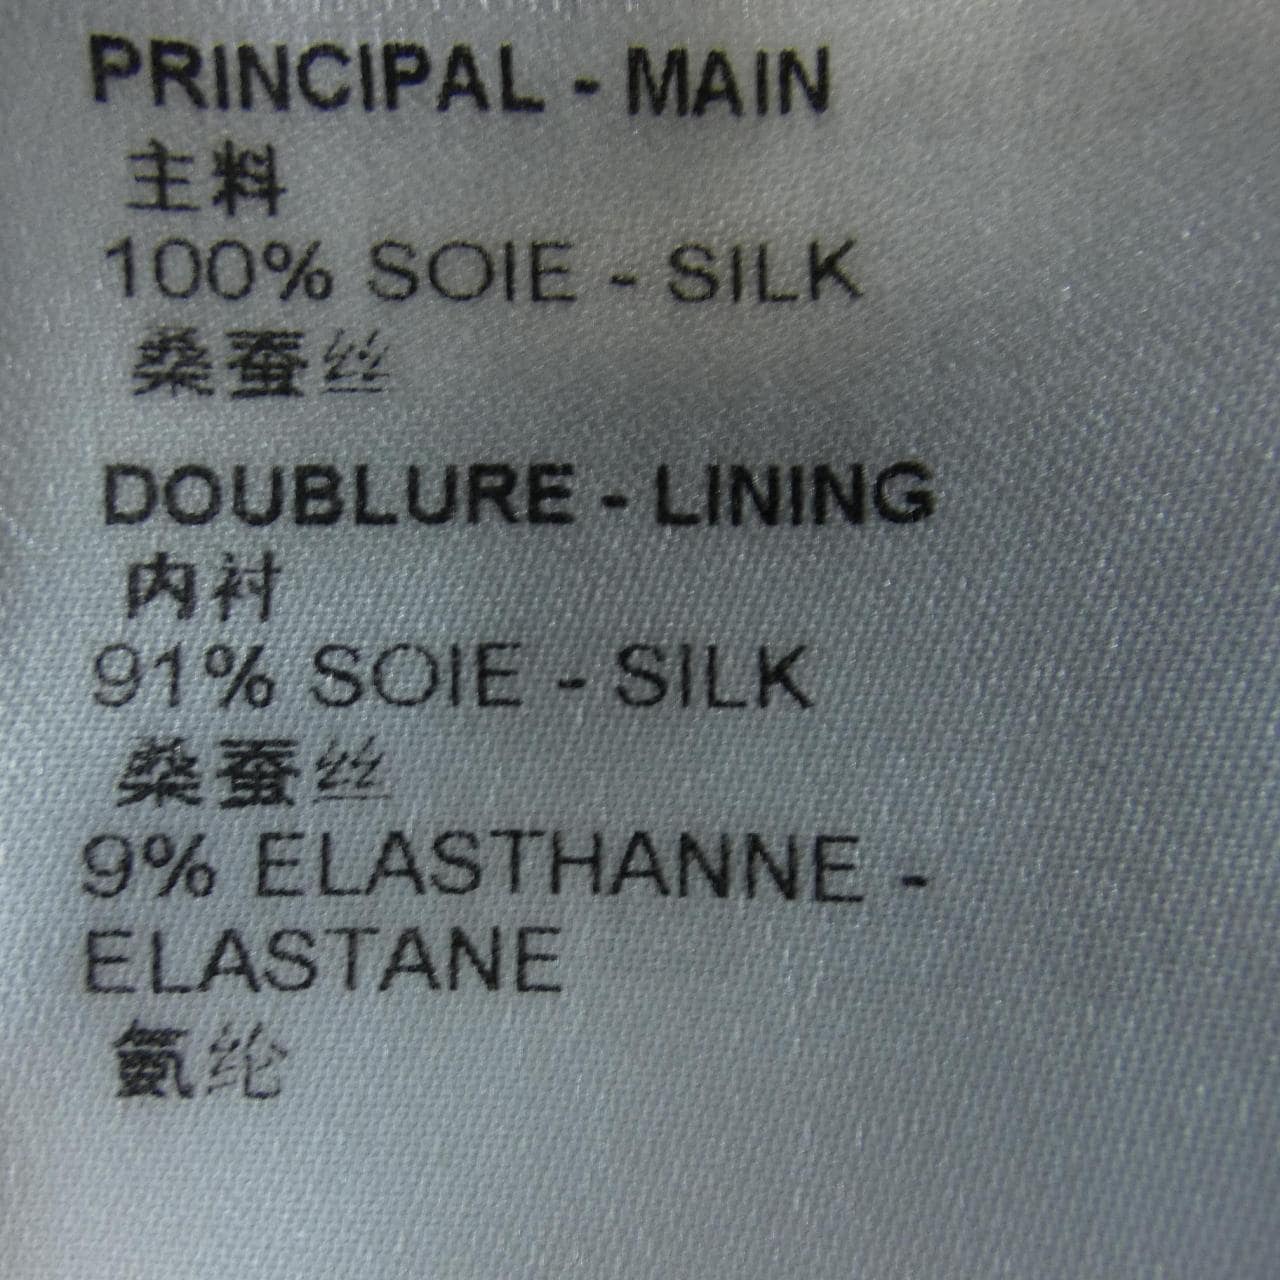 PRINCIPAL - MAIN
主料
100% SOIE - SILK
桑蚕丝
DOUBLURE - LINING
内衬
91% SOIE - SILK
桑蚕丝
9% ELASTHANNE -
ELASTANE
氨纶